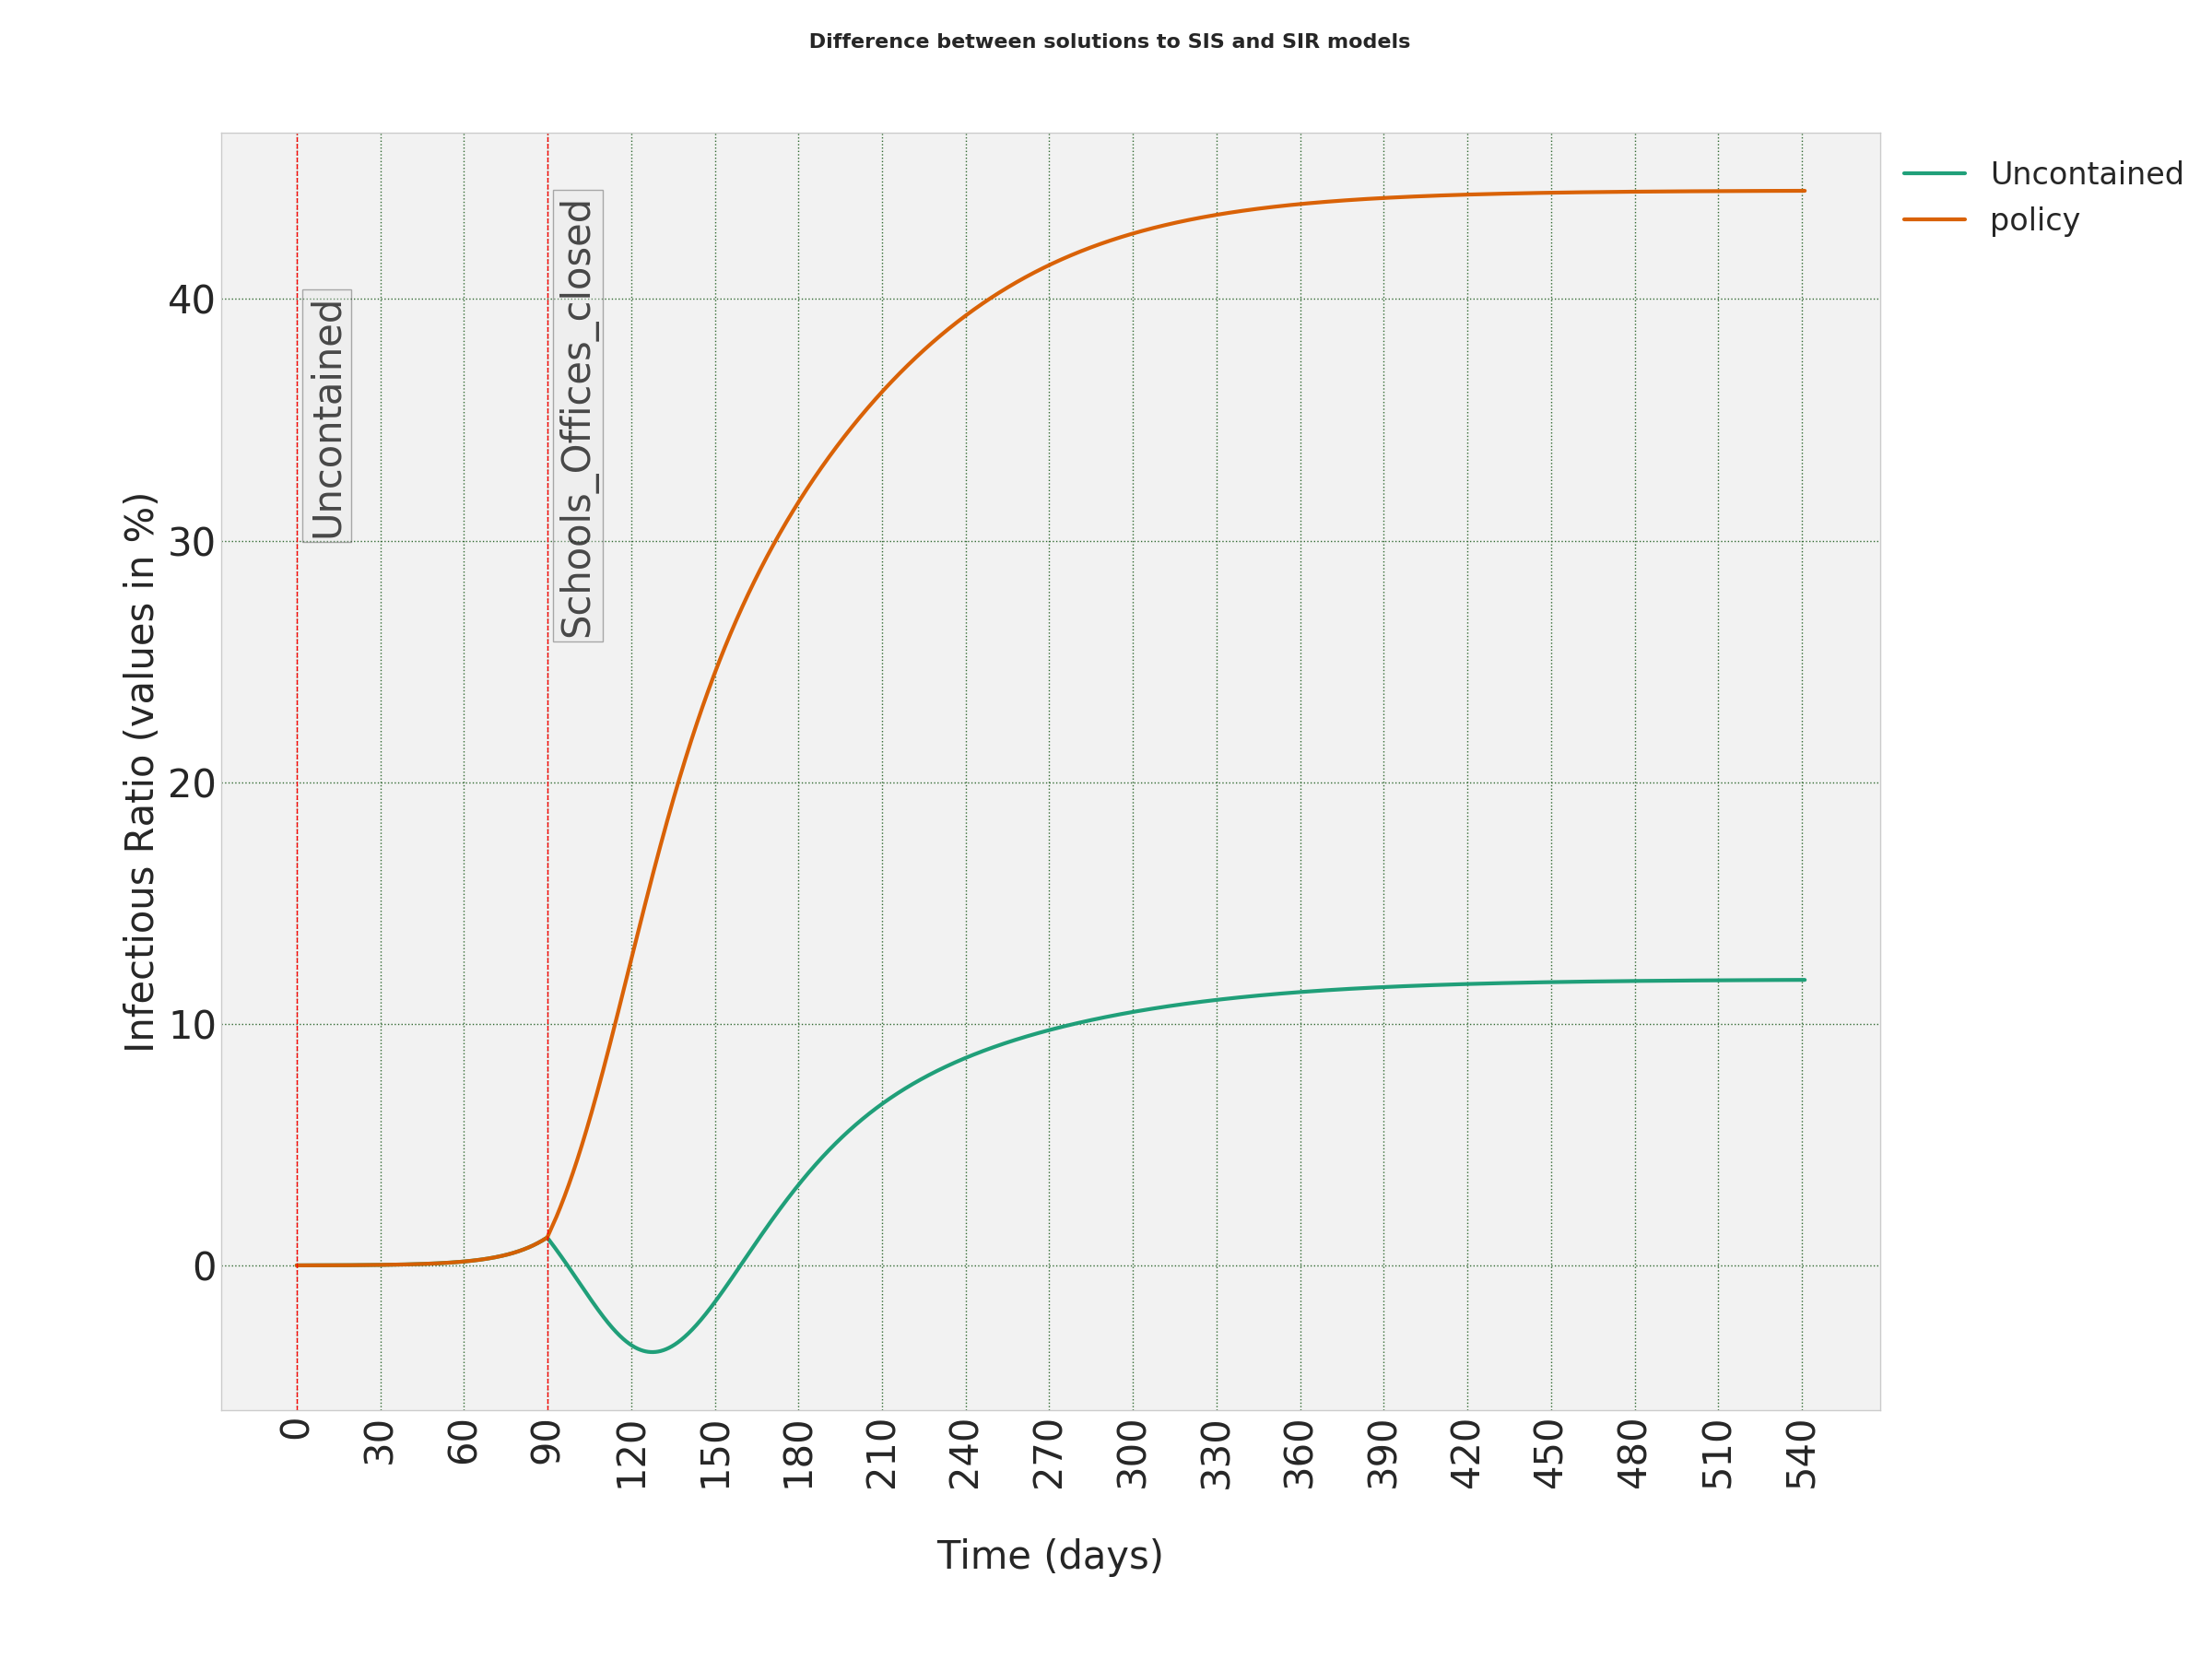 Difference between solutions to SIS and SIR models
Uncontained
policy
Uncontained
Schools_Offices_closed
Infectious Ratio (values in %)
40
30
20
10
0
0 30 60 90 120 150 180 210 240 270 300 330 360 390 420 450 480 510 540
Time (days)